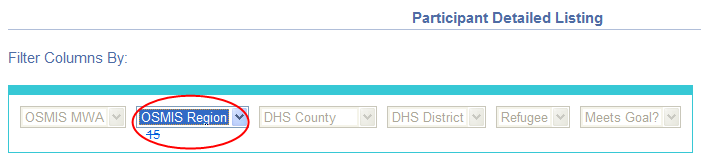 Participant Detailed Listing
Filter Columns By:
OSMIS MWA OSMIS Region DHS County DHS District Refugee Meets Goal?
15